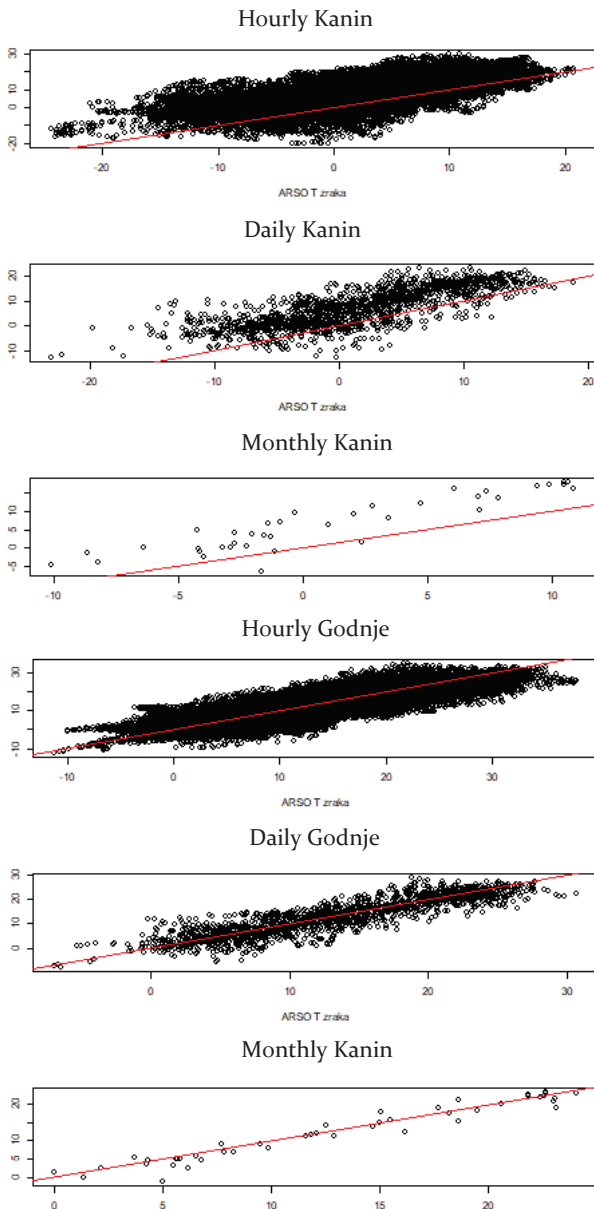 Hourly Kanin
30
10
0
-20
-20 -10 0 10 20
ARSO T zraka
Daily Kanin
20
10
0
-10
-20 -10 0 10 20
ARSO T zraka
Monthly Kanin
10
5
0
-5
-10 -5 0 5 10
Hourly Godnje
30
10
-10
-10 0 10 20 30
ARSO T zraka
Daily Godnje
30
20
10
0
0 10 20 30
ARSO T zraka
Monthly Kanin
20
10
0
0 5 10 15 20